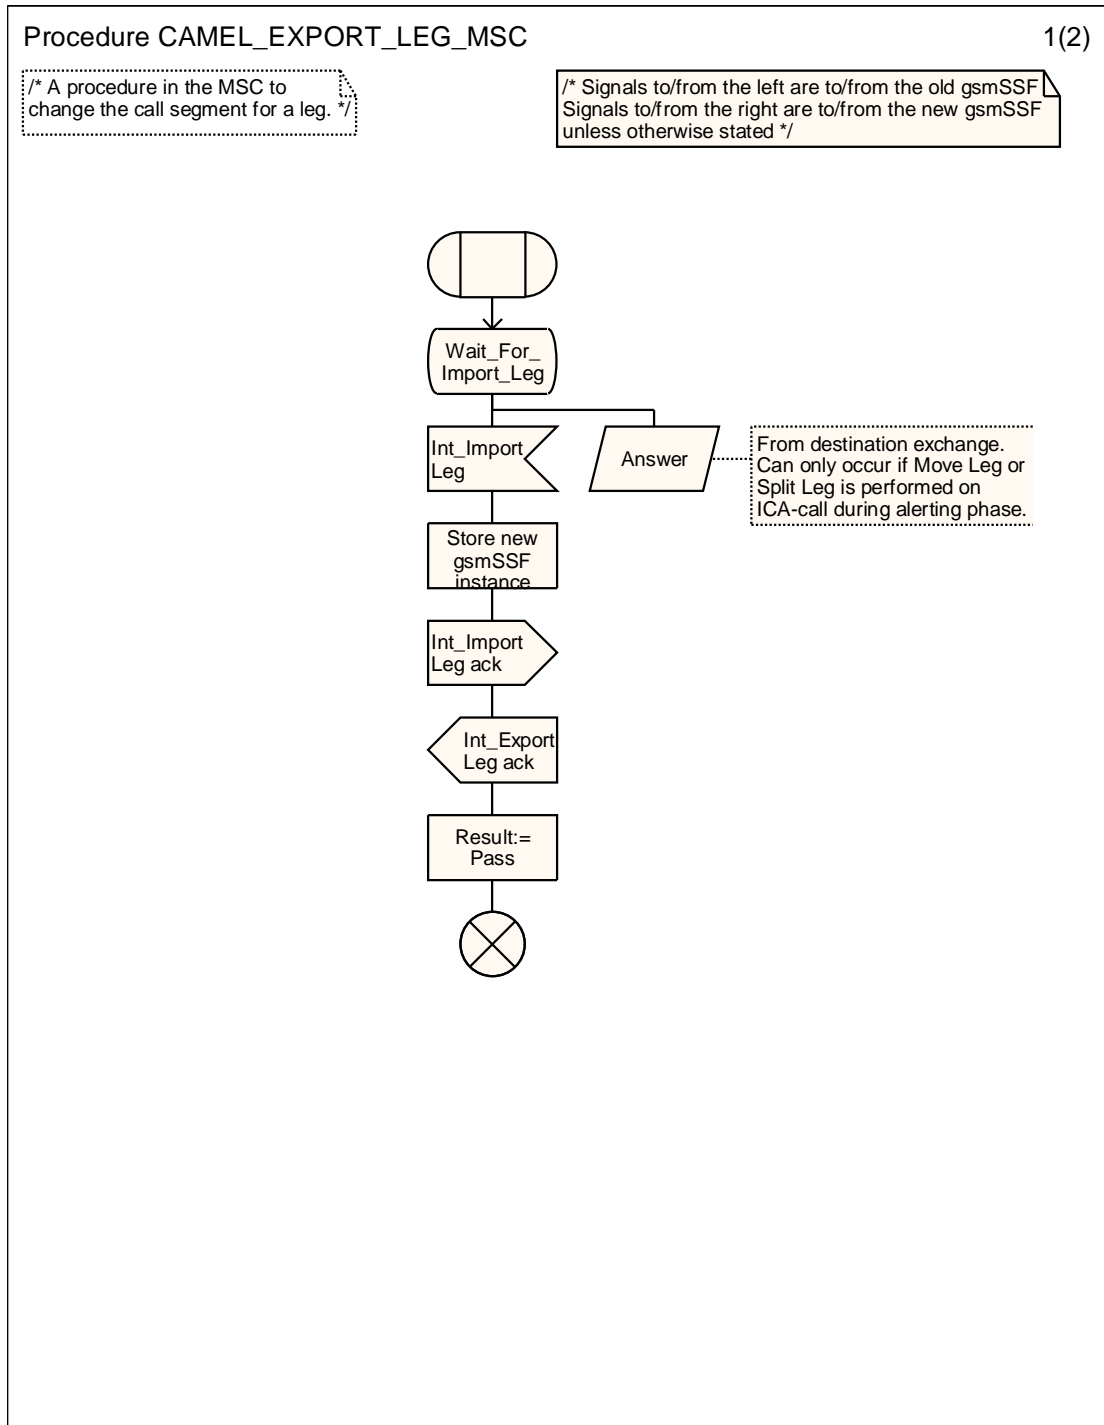 Procedure CAMEL_EXPORT_LEG_MSC
1(2)
/* A procedure in the MSC to
change the call segment for a leg. */
/* Signals to/from the left are to/from the old gsmSSF
Signals to/from the right are to/from the new gsmSSF
unless otherwise stated */
Wait_For_
Import_Leg
Int_Import
Leg
Answer
From destination exchange.
Can only occur if Move Leg or
Split Leg is performed on
ICA-call during alerting phase.
Store new
gsmSSF
instance
Int_Import
Leg ack
Int_Export
Leg ack
Result:=
Pass